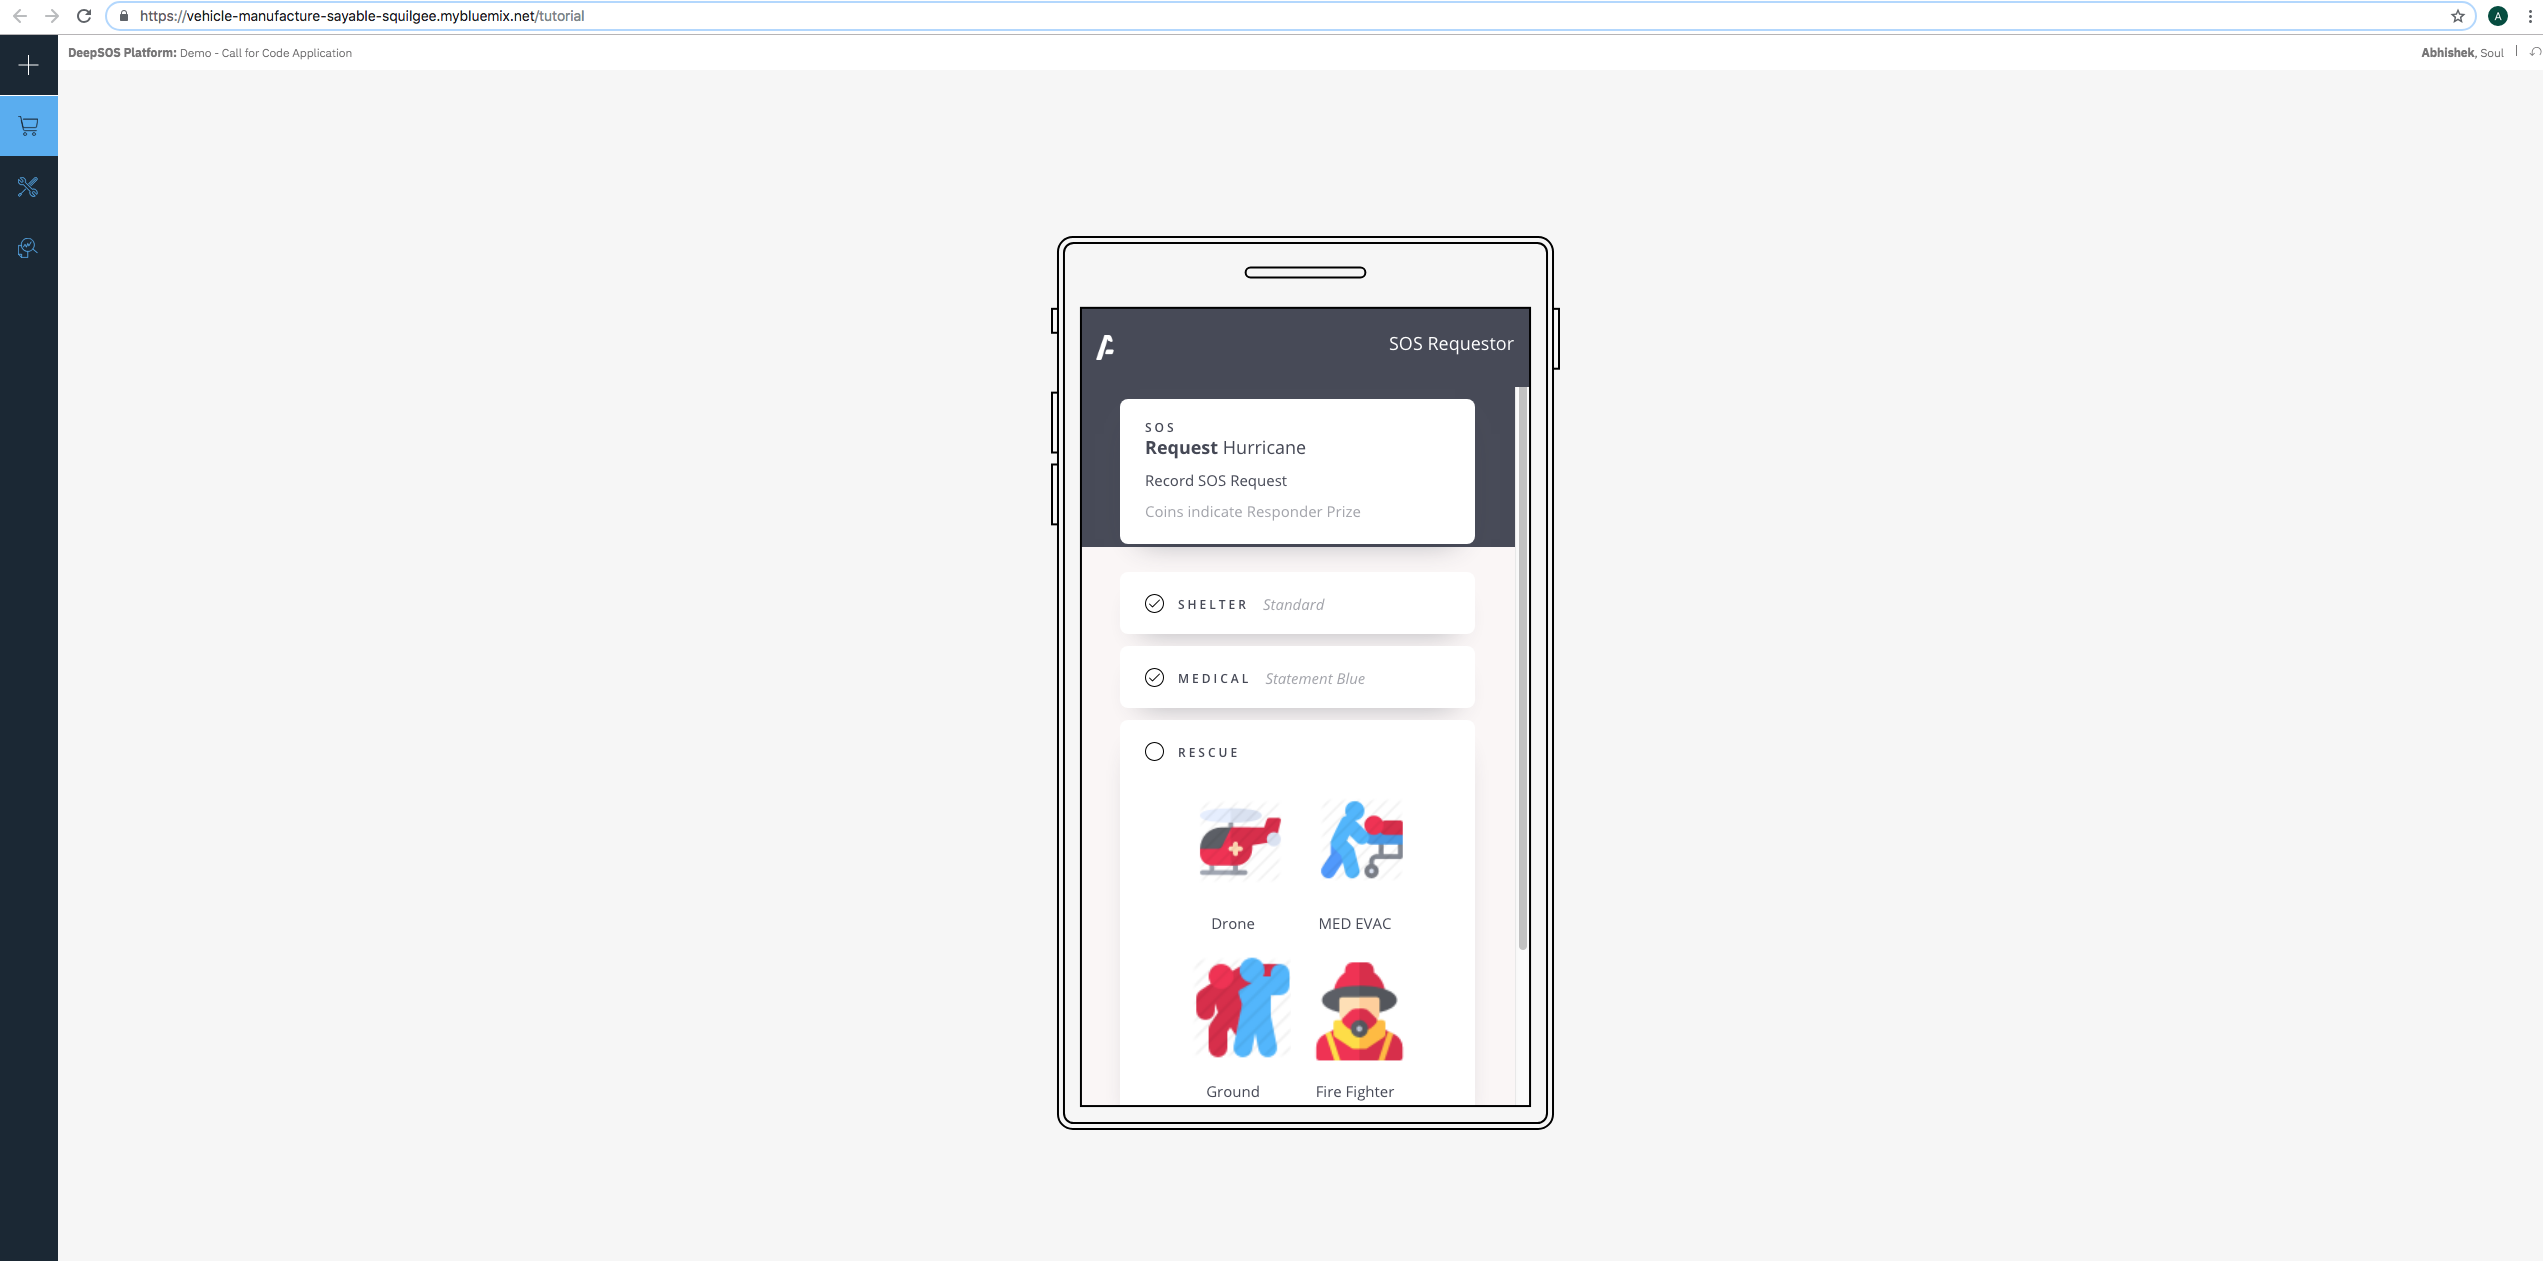 https://vehicle-manufacture-sayable-squilgee.mybluemix.net/tutorial
A
DeepSOS Platform: Demo - Call for Code Application
Abhishek, Soul
SOS Requestor
SOS
Request Hurricane
Record SOS Request
Coins indicate Responder Prize
SHELTER Standard
MEDICAL Statement Blue
RESCUE
Drone MED EVAC
Ground Fire Fighter